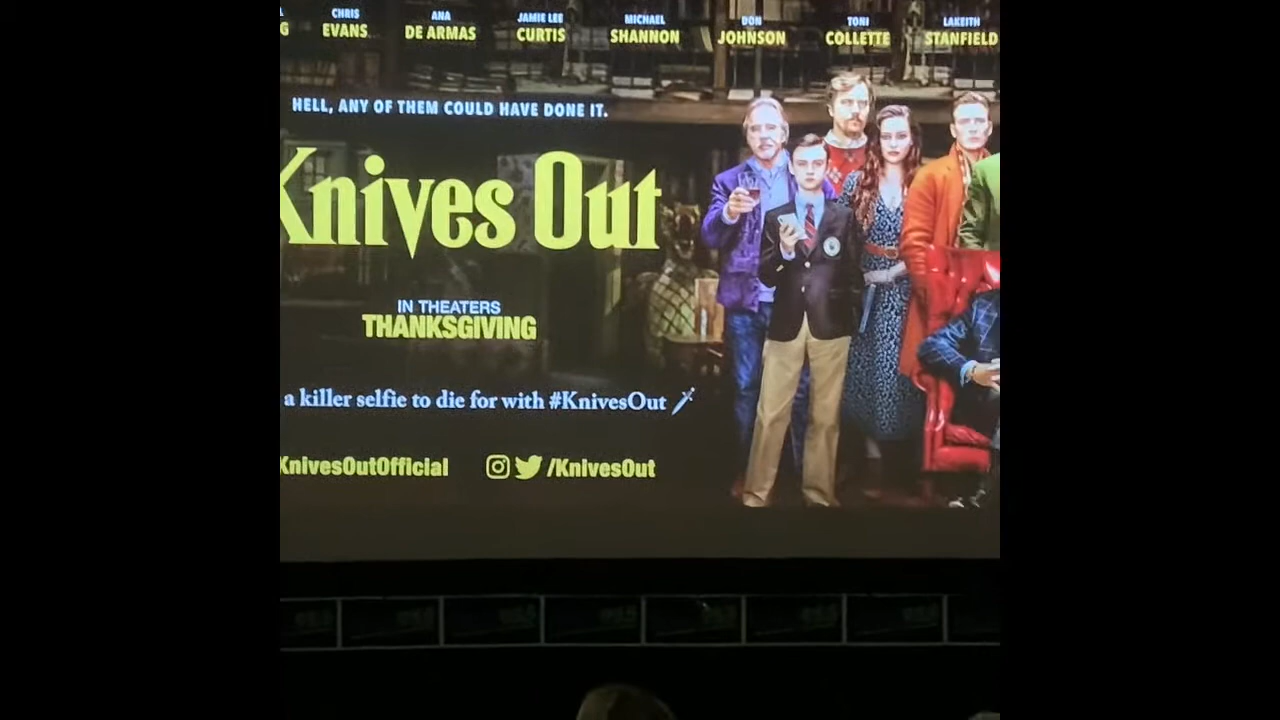 G
CHRIS EVANS
ANA DE ARMAS
JAMIE LEE CURTIS
MICHAEL SHANNON
DON JOHNSON
TONI COLLETTE
LAKEITH STANFIELD
HELL, ANY OF THEM COULD HAVE DONE IT.
Knives Out
IN THEATERS
THANKSGIVING
a killer selfie to die for with #KnivesOut
KnivesOutOfficial /KnivesOut